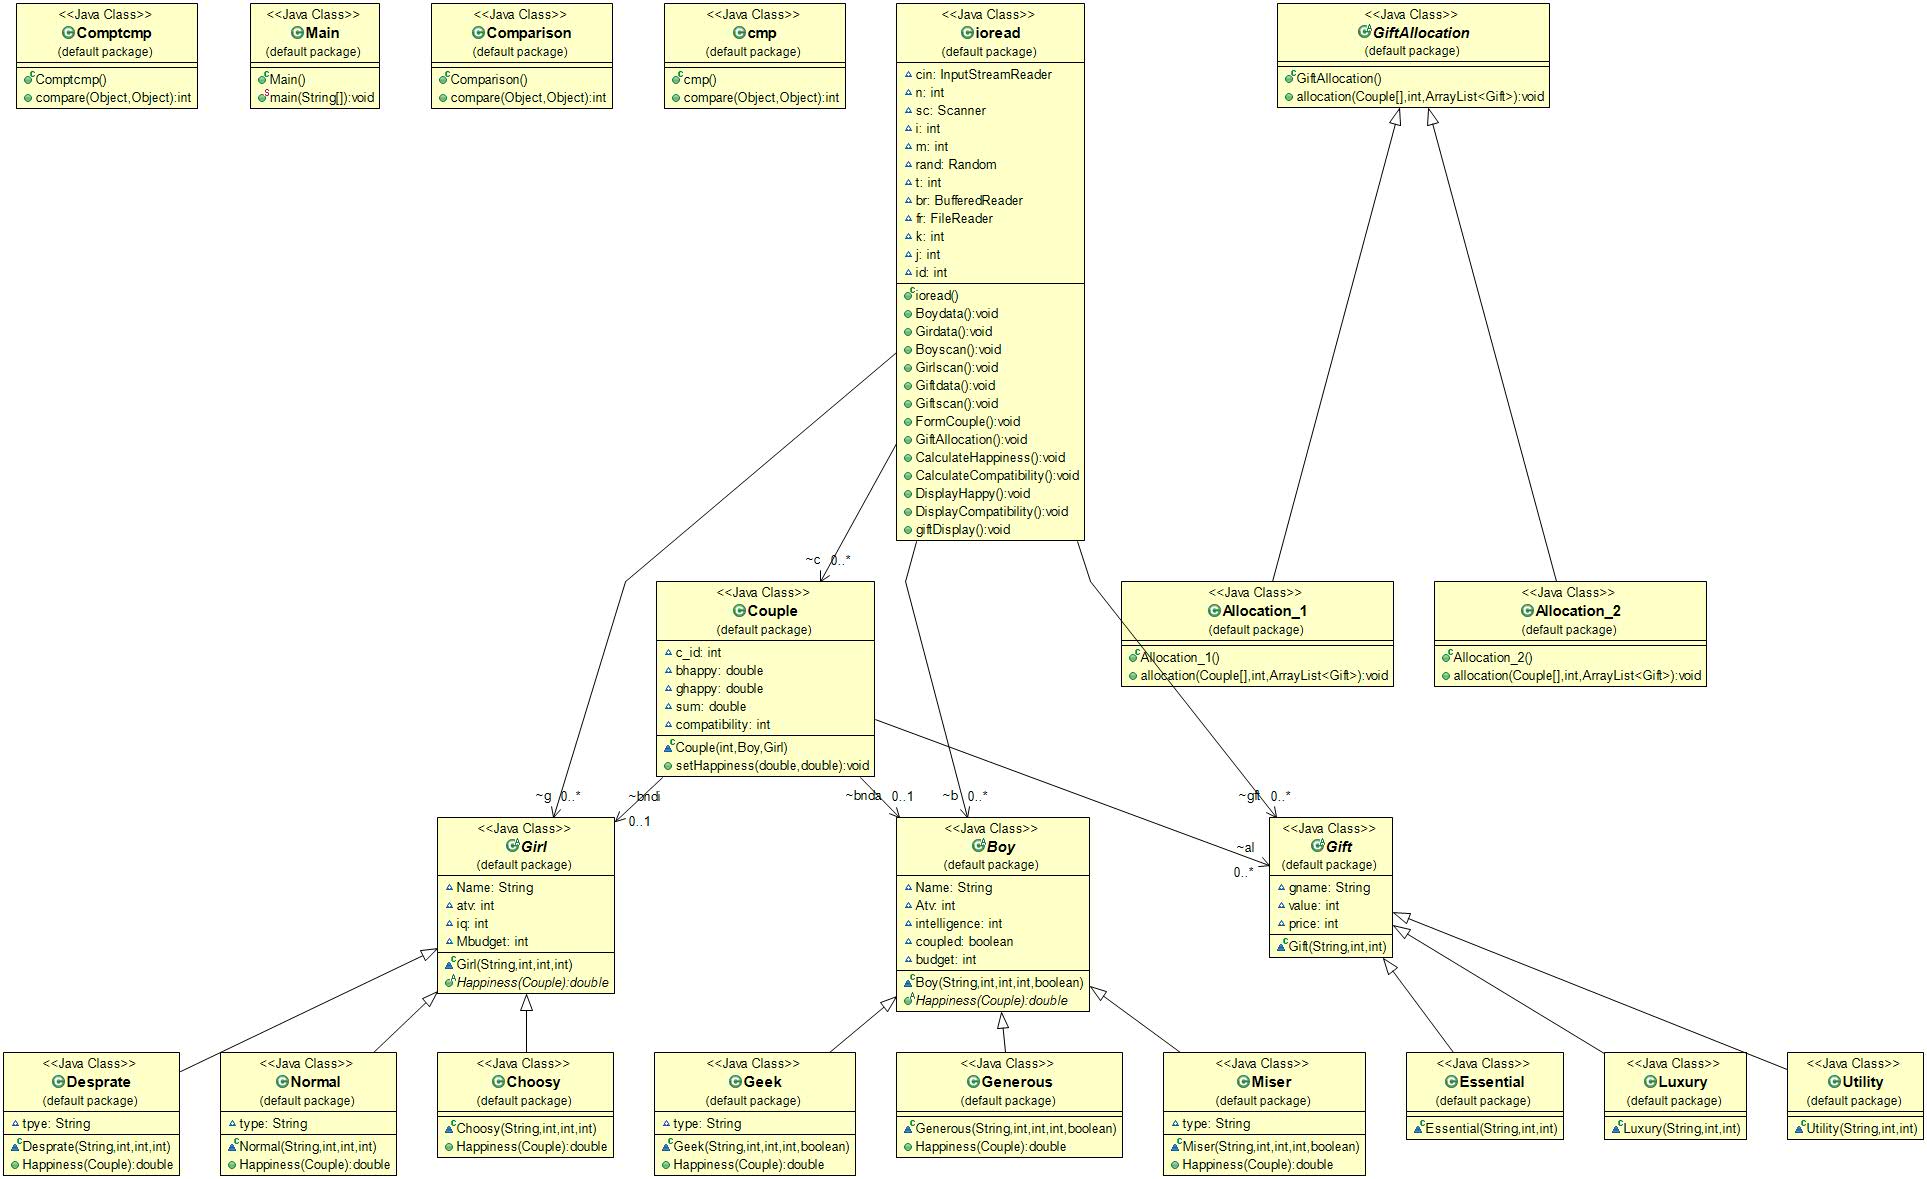 <<Java Class>>
Comptcmp
(default package)
Comptcmp()
compare(Object,Object):int
<<Java Class>>
Main
(default package)
Main()
main(String[]):void
<<Java Class>>
Comparison
(default package)
Comparison()
compare(Object,Object):int
<<Java Class>>
cmp
(default package)
cmp()
compare(Object,Object):int
<<Java Class>>
ioread
(default package)
cin: InputStreamReader
n: int
sc: Scanner
i: int
m: int
rand: Random
t: int
br: BufferedReader
fr: FileReader
k: int
j: int
id: int
ioread()
Boydata():void
Girdata():void
Boyscan():void
Girlscan():void
Giftdata():void
Giftscan():void
FormCouple():void
GiftAllocation():void
CalculateHappiness():void
CalculateCompatibility():void
DisplayHappy():void
DisplayCompatibility():void
giftDisplay():void
<<Java Class>>
GiftAllocation
(default package)
GiftAllocation()
allocation(Couple[],int,ArrayList<Gift>):void
~c 0..*
<<Java Class>>
Couple
(default package)
c_id: int
bhappy: double
ghappy: double
sum: double
compatibility: int
Couple(int,Boy,Girl)
setHappiness(double,double):void
<<Java Class>>
Allocation_1
(default package)
Allocation_1()
allocation(Couple[],int,ArrayList<Gift>):void
<<Java Class>>
Allocation_2
(default package)
Allocation_2()
allocation(Couple[],int,ArrayList<Gift>):void
~g 0..*
~bndi
0..1
~bnda 0..1
~b 0..*
~gft 0..*
~al
0..*
<<Java Class>>
Girl
(default package)
Name: String
atv: int
iq: int
Mbudget: int
Girl(String,int,int,int)
Happiness(Couple):double
<<Java Class>>
Boy
(default package)
Name: String
Atv: int
intelligence: int
coupled: boolean
budget: int
Boy(String,int,int,int,boolean)
Happiness(Couple):double
<<Java Class>>
Gift
(default package)
gname: String
value: int
price: int
Gift(String,int,int)
<<Java Class>>
Desprate
(default package)
tpye: String
Desprate(String,int,int,int)
Happiness(Couple):double
<<Java Class>>
Normal
(default package)
type: String
Normal(String,int,int,int)
Happiness(Couple):double
<<Java Class>>
Choosy
(default package)
Choosy(String,int,int,int)
Happiness(Couple):double
<<Java Class>>
Geek
(default package)
type: String
Geek(String,int,int,int,boolean)
Happiness(Couple):double
<<Java Class>>
Generous
(default package)
Generous(String,int,int,int,boolean)
Happiness(Couple):double
<<Java Class>>
Miser
(default package)
type: String
Miser(String,int,int,int,boolean)
Happiness(Couple):double
<<Java Class>>
Essential
(default package)
Essential(String,int,int)
<<Java Class>>
Luxury
(default package)
Luxury(String,int,int)
<<Java Class>>
Utility
(default package)
Utility(String,int,int)